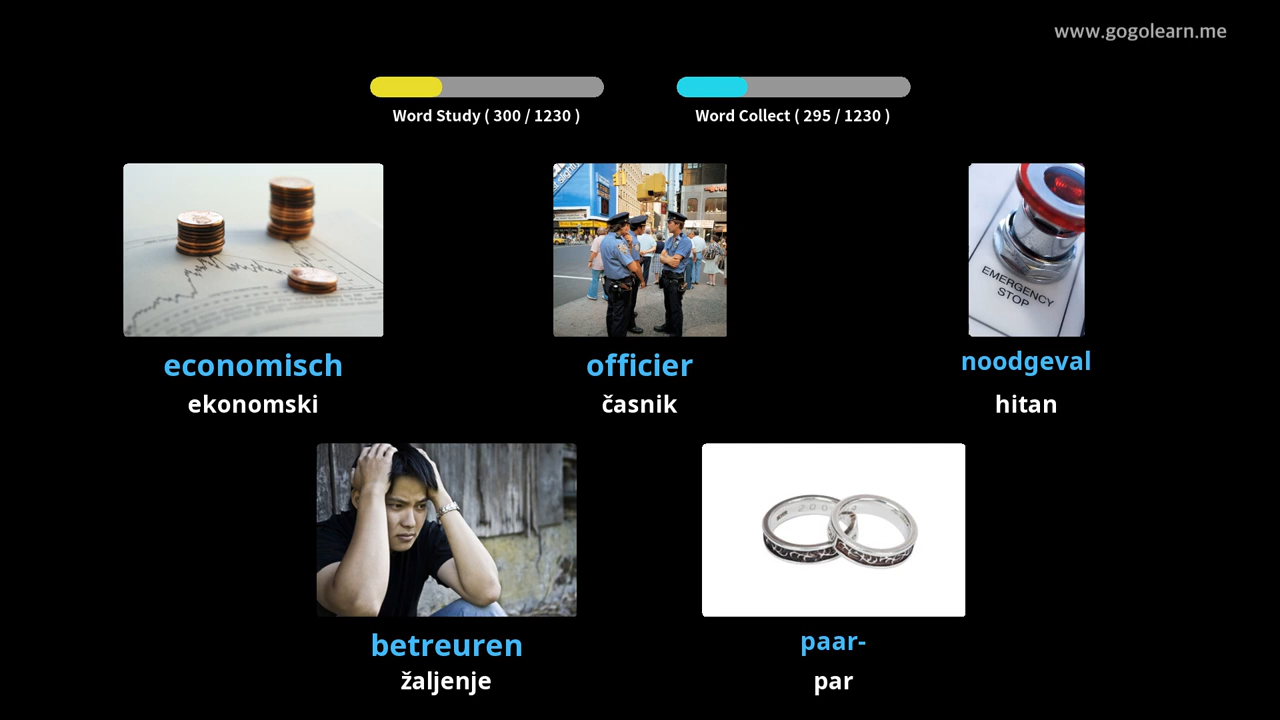 www.gogolearn.me
Word Study ( 300 / 1230 )
Word Collect ( 295 / 1230 )
EMERGENCY
STOP
economisch
officier
noodgeval
ekonomski
časnik
hitan
200
betreuren
paar-
žaljenje
par